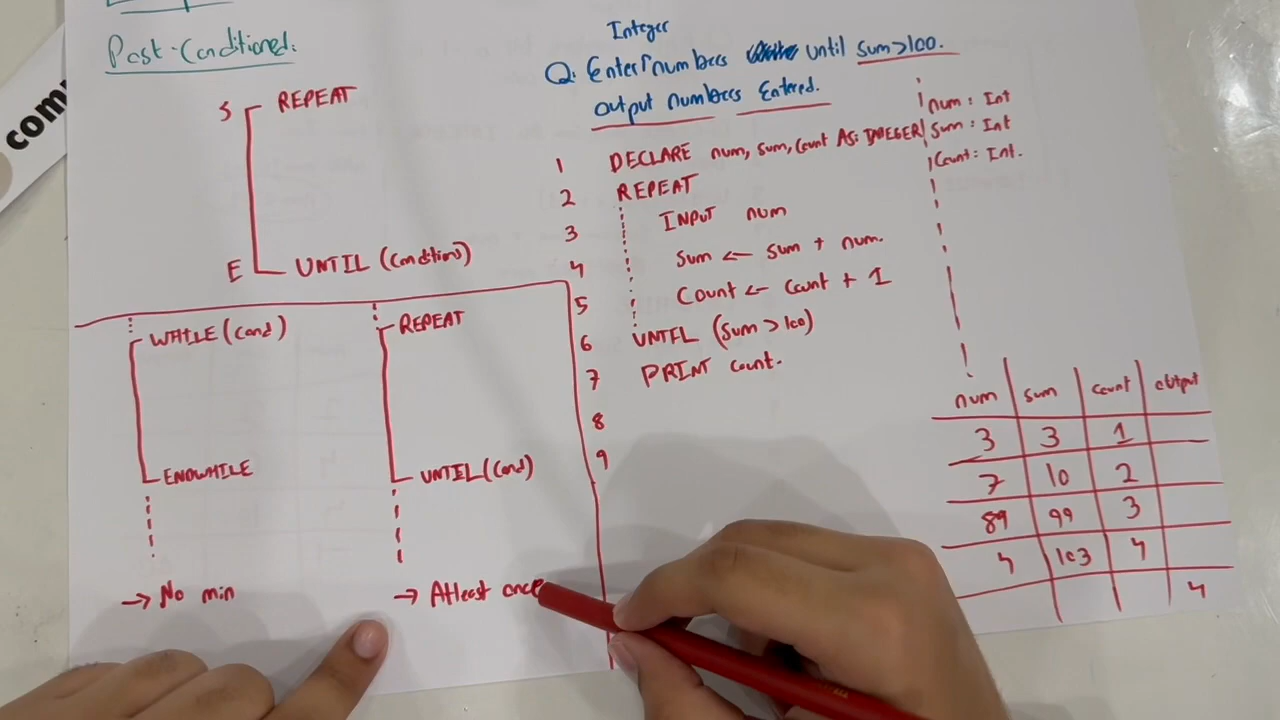 com
Post-Conditioned:
S REPEAT
E UNTIL (Conditions)
WHILE (Cond)
ENDWHILE
→ No min
REPEAT
UNTIL (Cond)
→ Atleast once
Integer
Q: Enter numbers until sum>100.
output numbers Entered.
1 DECLARE num, sum, Count AS: INTEGER
2 REPEAT
3 INPUT num
4 sum ← sum + num.
5 Count ← Count + 1
6 UNTIL (Sum > 100)
7 PRINT Count.
8
9
num : Int
Sum : Int
Count : Int.
num sum Count output
3 3 1
7 10 2
89 99 3
4 103 4
4